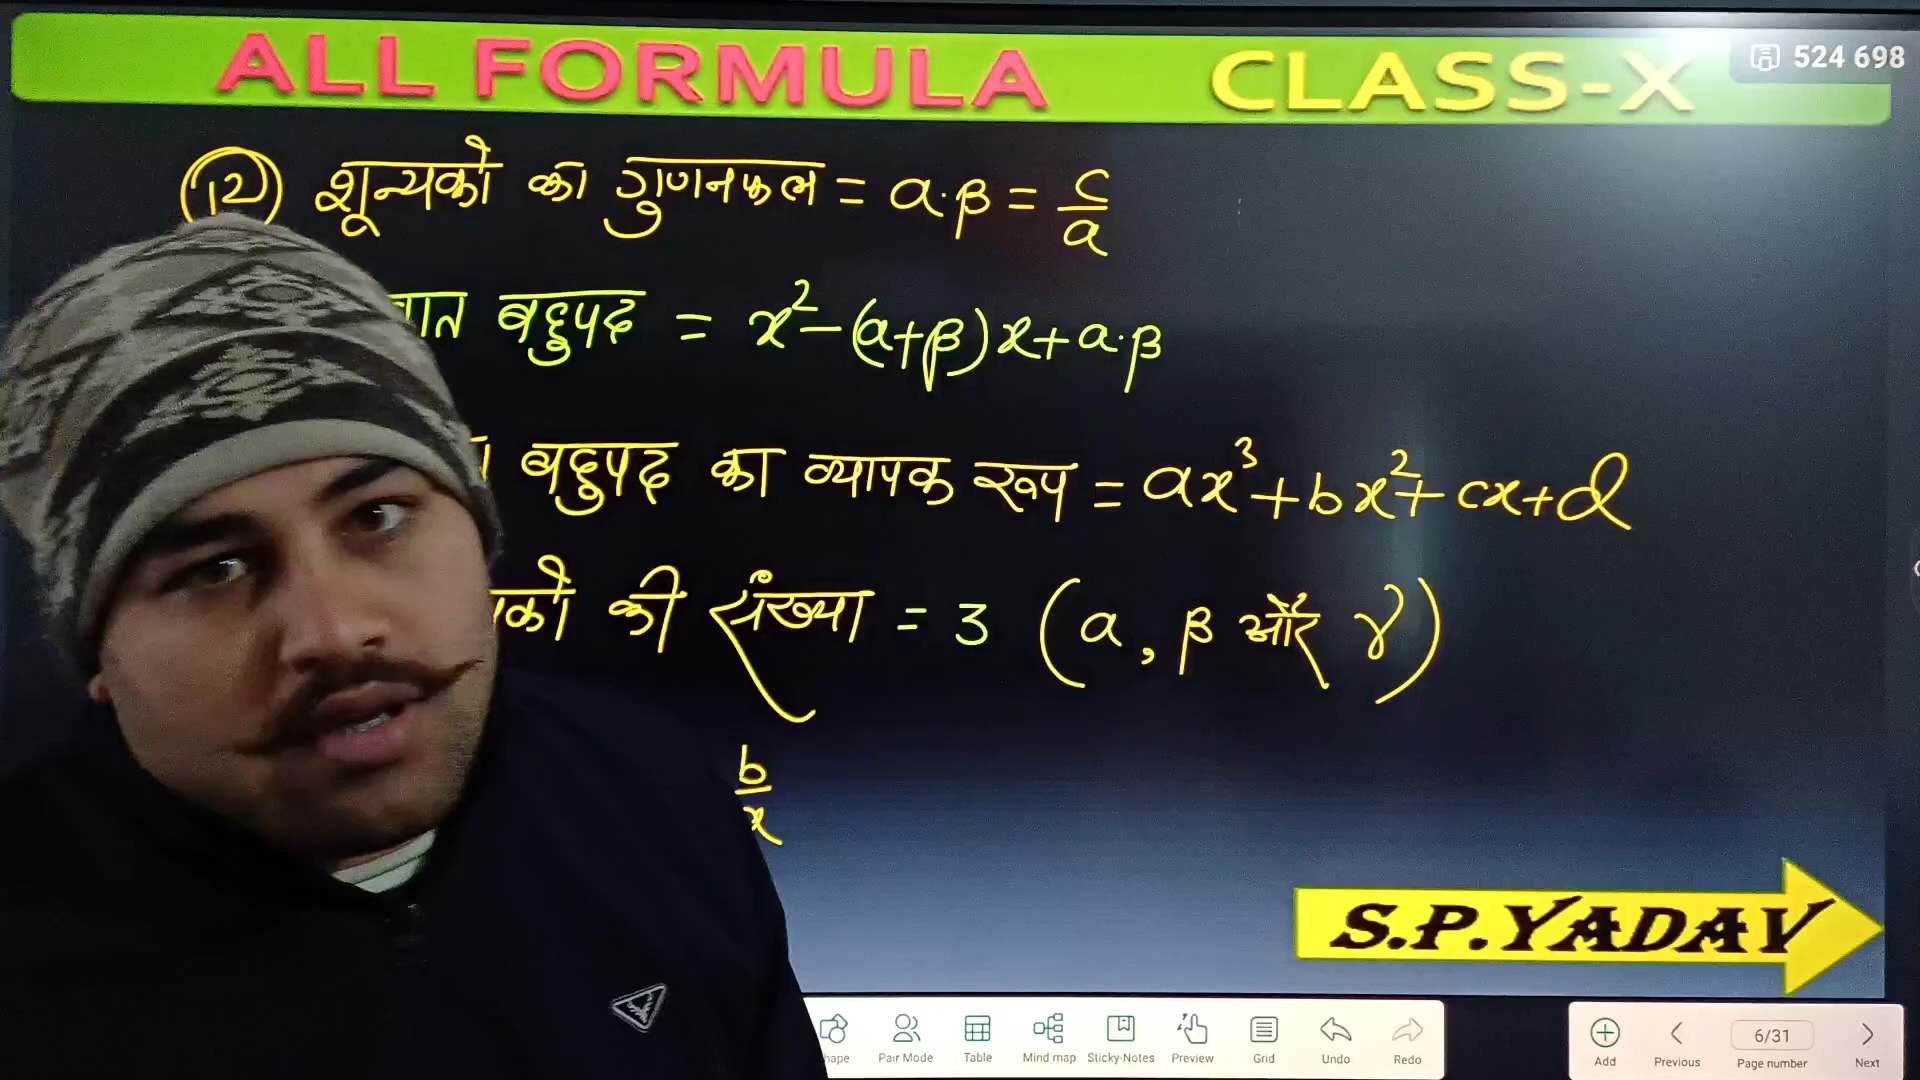 ALL FORMULA CLASS-X
524 698
12 शून्यको का गुणनफल = α.β = c/a
बहुपद = x²-(α+β)x+α.β
बहुपद का व्यापक रूप = ax³+bx²+cx+d
की संख्या = 3 (α, β और γ)
b/x
S.P.YADAV
Pair Mode Table Mind map Sticky-Notes Preview Grid Undo Redo
Add Previous 6/31 Page number Next